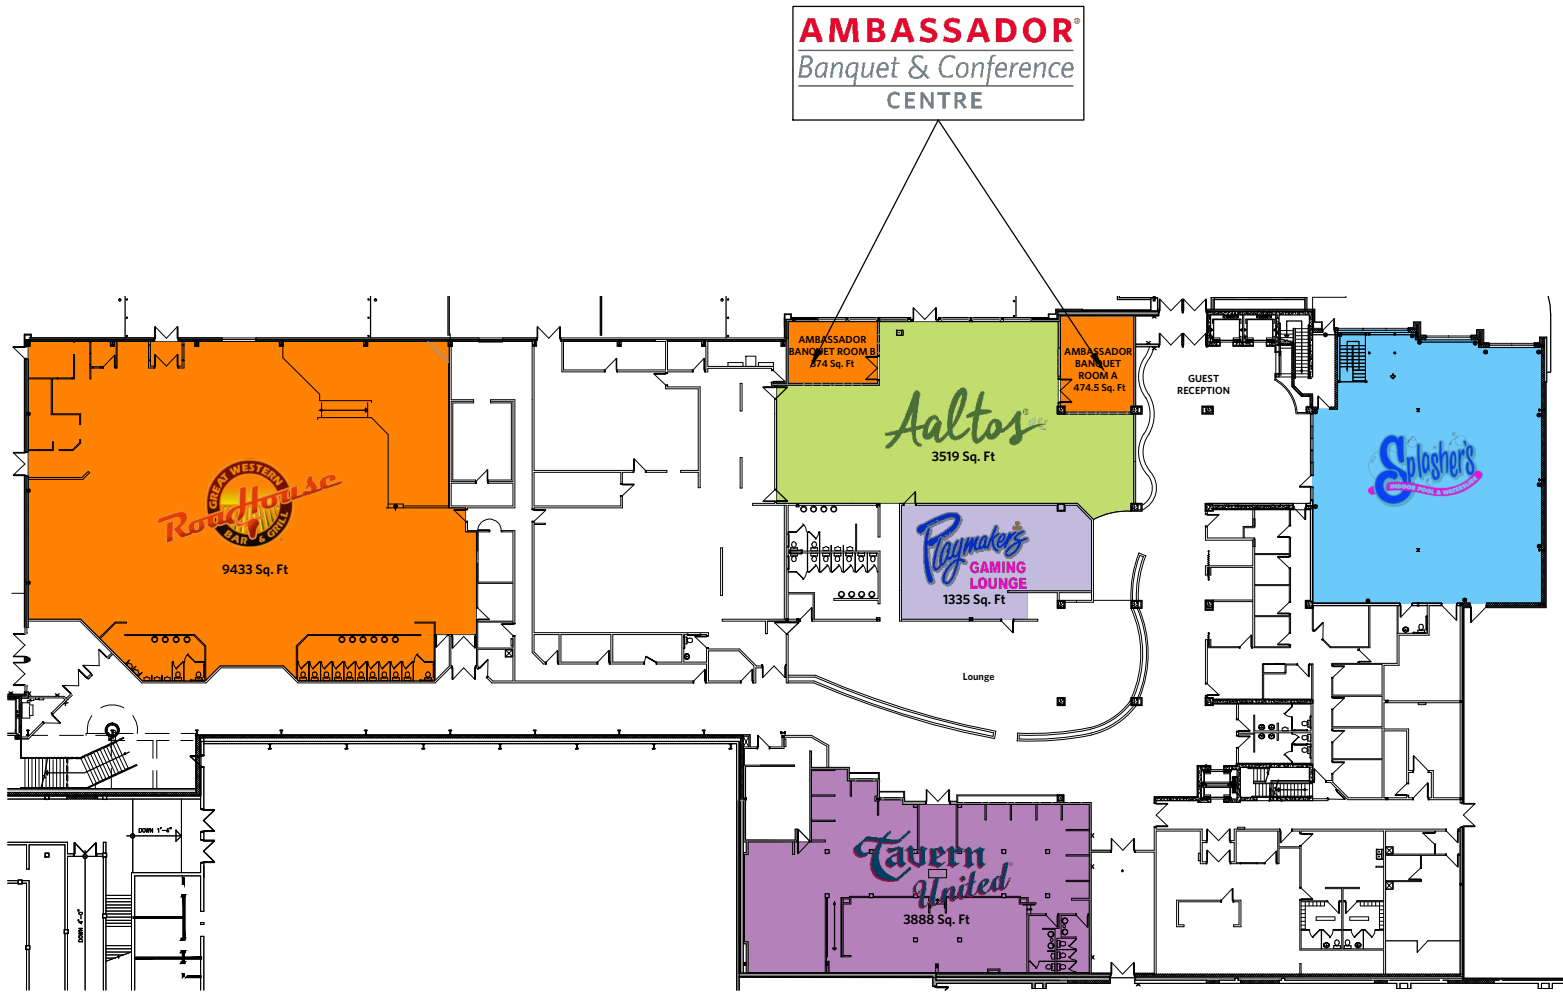 AMBASSADOR®
Banquet & Conference
CENTRE
AMBASSADOR
BANQUET ROOM B
374 Sq. Ft
AMBASSADOR
BANQUET
ROOM A
474.5 Sq. Ft
GUEST
RECEPTION
Aaltos
3519 Sq. Ft
Splasher's
INDOOR POOL & WATERSLIDE
GREAT WESTERN
RoadHouse
BAR & GRILL
9433 Sq. Ft
Playmaker's
GAMING
LOUNGE
1335 Sq. Ft
Lounge
DOWN 1'-4"
DOWN 4'-0"
Tavern
United
3888 Sq. Ft